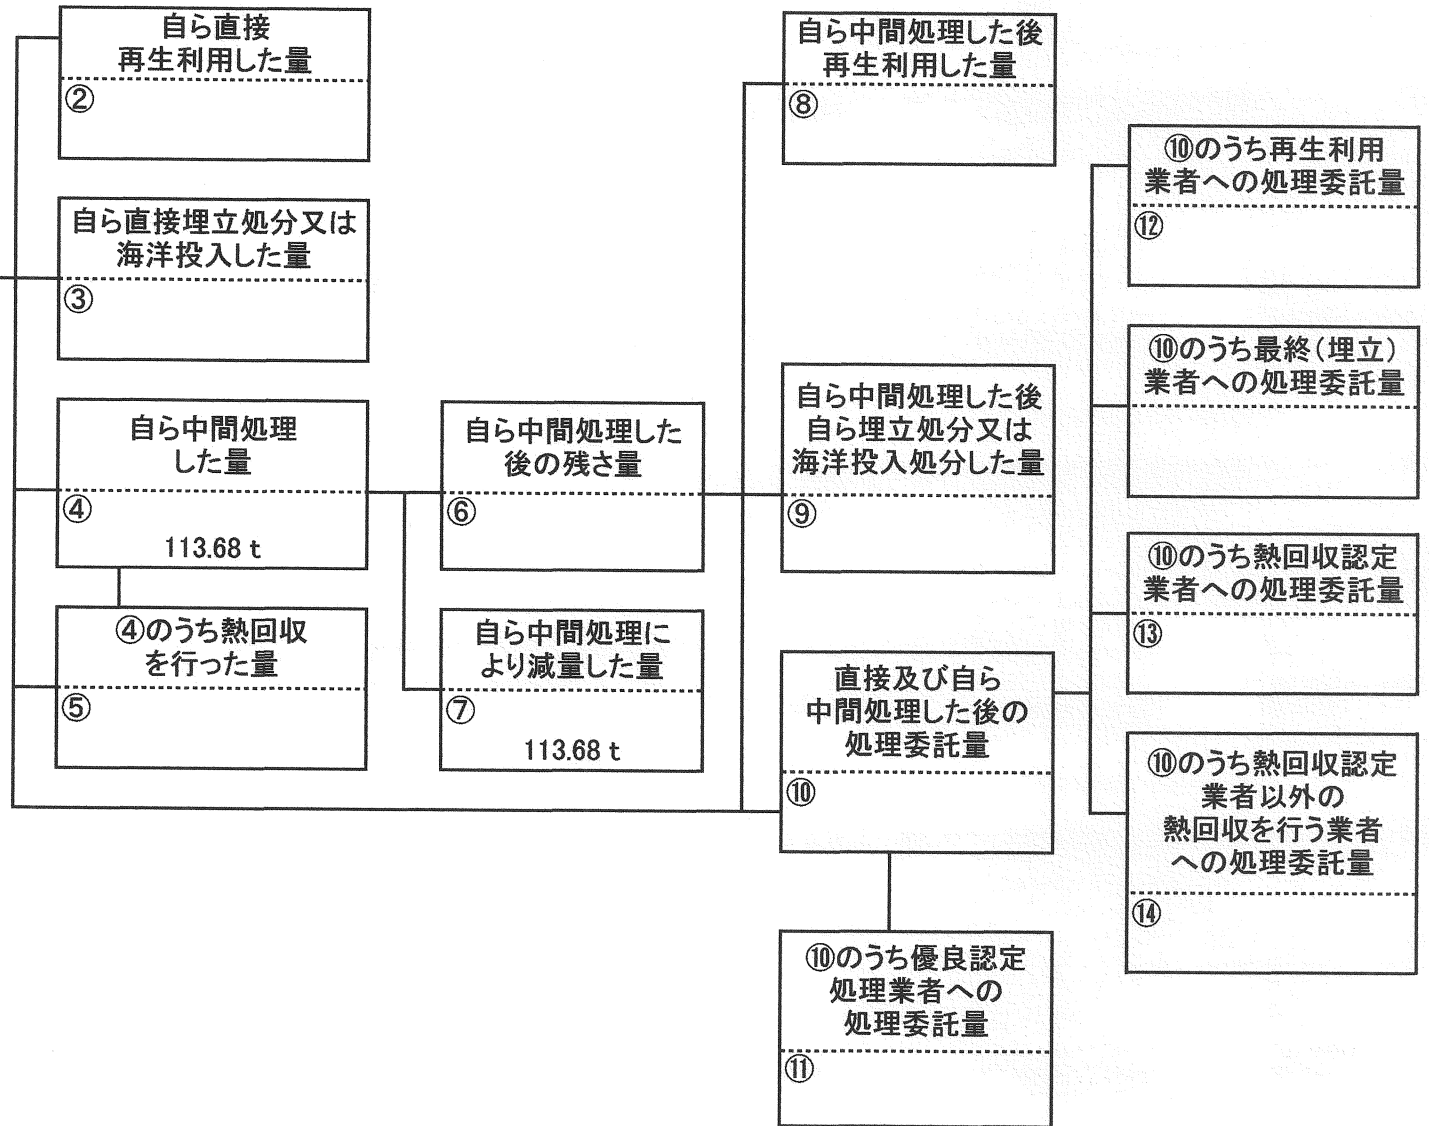 自ら直接
再生利用した量
②
自ら直接埋立処分又は
海洋投入した量
③
自ら中間処理
した量
④
113.68 t
④のうち熱回収
を行った量
⑤
自ら中間処理した
後の残さ量
⑥
自ら中間処理に
より減量した量
⑦
113.68 t
自ら中間処理した後
再生利用した量
⑧
自ら中間処理した後
自ら埋立処分又は
海洋投入処分した量
⑨
直接及び自ら
中間処理した後の
処理委託量
⑩
⑩のうち優良認定
処理業者への
処理委託量
⑪
⑩のうち再生利用
業者への処理委託量
⑫
⑩のうち最終（埋立）
業者への処理委託量
⑩のうち熱回収認定
業者への処理委託量
⑬
⑩のうち熱回収認定
業者以外の
熱回収を行う業者
への処理委託量
⑭